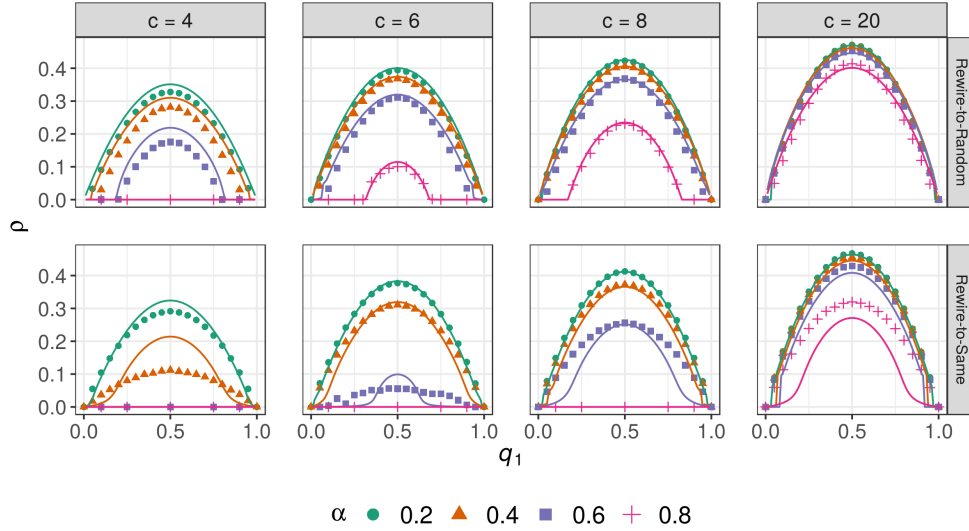 c = 4 c = 6 c = 8 c = 20
0.4
0.3
0.2
0.1
0.0
Rewire-to-Random
ρ
0.4
0.3
0.2
0.1
0.0
Rewire-to-Same
0.0 0.5 1.0 0.0 0.5 1.0 0.0 0.5 1.0 0.0 0.5 1.0
q1
α 0.2 0.4 0.6 0.8